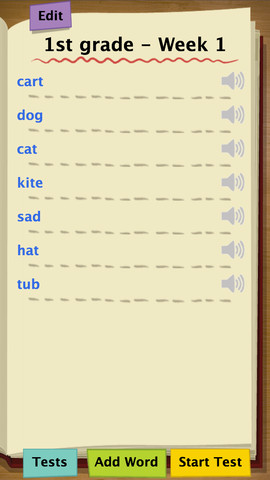 Edit
1st grade - Week 1
cart
dog
cat
kite
sad
hat
tub
Tests
Add Word
Start Test